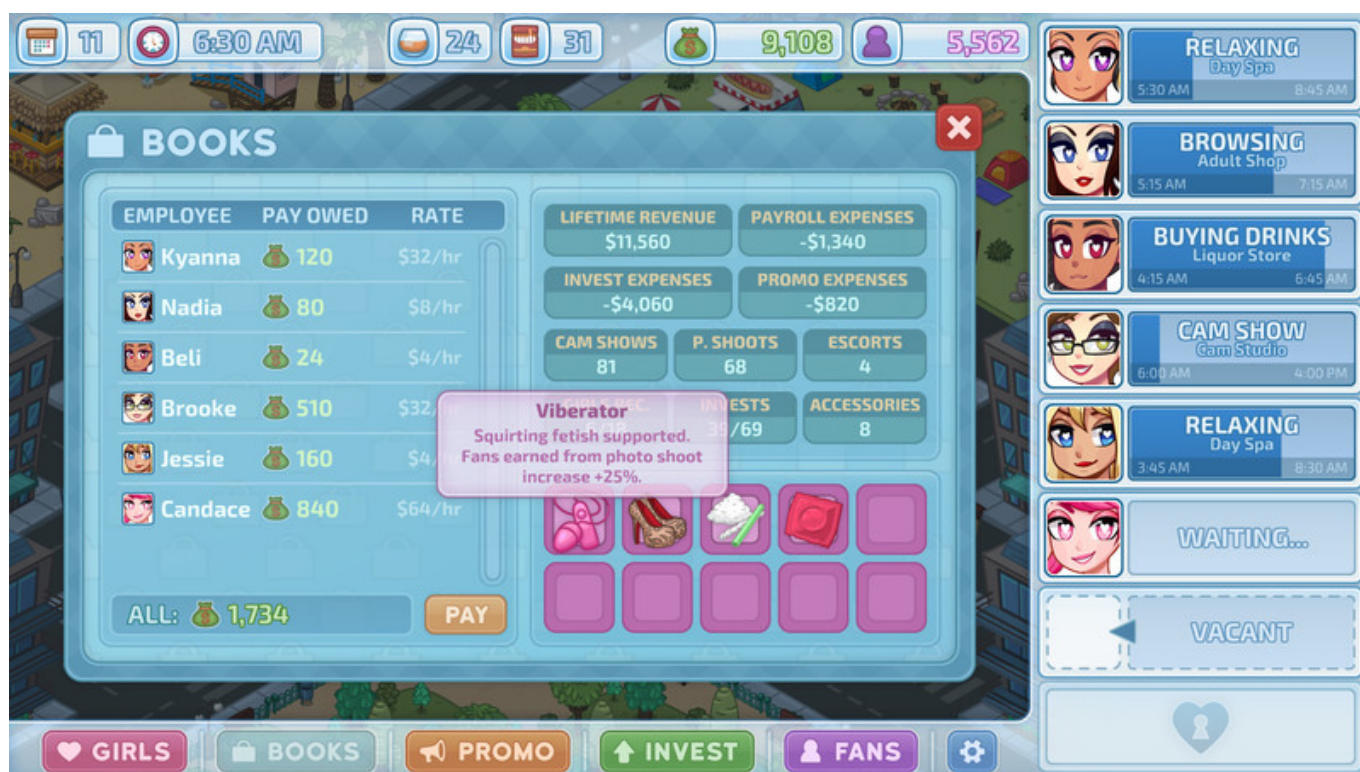 11
6:30 AM
24
31
9,108
5,562
BOOKS
EMPLOYEE PAY OWED RATE
Kyanna 120 $32/hr
Nadia 80 $8/hr
Beli 24 $4/hr
Brooke 510 $32
Jessie 160 $4
Candace 840 $64/hr
ALL: 1,734
PAY
LIFETIME REVENUE PAYROLL EXPENSES
$11,560 -$1,340
INVEST EXPENSES PROMO EXPENSES
-$4,060 -$820
CAM SHOWS P. SHOOTS ESCORTS
81 68 4
ACCESSORIES
/69 8
Viberator
Squirting fetish supported.
Fans earned from photo shoot
increase +25%.
RELAXING
Day Spa
5:30 AM 8:45 AM
BROWSING
Adult Shop
5:15 AM 7:15 AM
BUYING DRINKS
Liquor Store
4:15 AM 6:45 AM
CAM SHOW
Cam Studio
6:00 AM 4:00 PM
RELAXING
Day Spa
3:45 AM 8:30 AM
WAITING...
VACANT
GIRLS
BOOKS
PROMO
INVEST
FANS